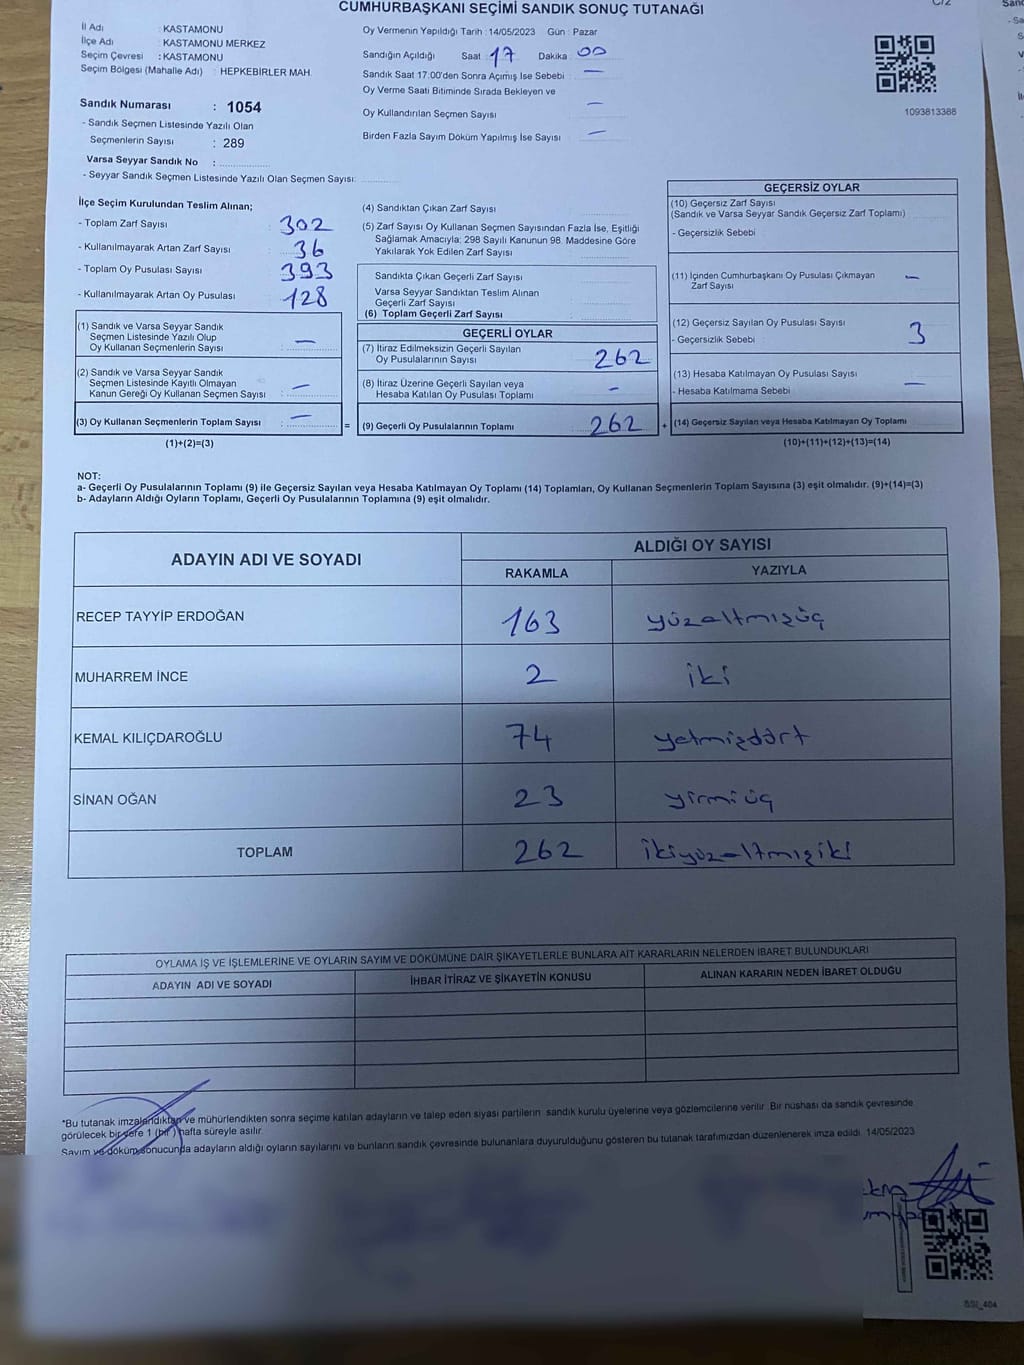 CUMHURBAŞKANI SEÇİMİ SANDIK SONUÇ TUTANAĞI
C/2
İl Adı : KASTAMONU
İlçe Adı : KASTAMONU MERKEZ
Seçim Çevresi : KASTAMONU
Seçim Bölgesi (Mahalle Adı) : HEPKEBİRLER MAH.
Sandık Numarası : 1054
- Sandık Seçmen Listesinde Yazılı Olan
Seçmenlerin Sayısı : 289
Varsa Seyyar Sandık No :
- Seyyar Sandık Seçmen Listesinde Yazılı Olan Seçmen Sayısı:
Oy Vermenin Yapıldığı Tarih : 14/05/2023 Gün : Pazar
Sandığın Açıldığı Saat : 17 Dakika : 00
Sandık Saat 17:00'den Sonra Açımış İse Sebebi : —
Oy Verme Saati Bitiminde Sırada Bekleyen ve
Oy Kullandırılan Seçmen Sayısı : —
Birden Fazla Sayım Döküm Yapılmış İse Sayısı : —
1093813388
İlçe Seçim Kurulundan Teslim Alınan;
- Toplam Zarf Sayısı : 302
- Kullanılmayarak Artan Zarf Sayısı : 36
- Toplam Oy Pusulası Sayısı : 393
- Kullanılmayarak Artan Oy Pusulası : 128
(1) Sandık ve Varsa Seyyar Sandık
Seçmen Listesinde Yazılı Olup
Oy Kullanan Seçmenlerin Sayısı : —
(2) Sandık ve Varsa Seyyar Sandık
Seçmen Listesinde Kayıtlı Olmayan
Kanun Gereği Oy Kullanan Seçmen Sayısı : —
(3) Oy Kullanan Seçmenlerin Toplam Sayısı : —
(1)+(2)=(3)
(4) Sandıktan Çıkan Zarf Sayısı
(5) Zarf Sayısı Oy Kullanan Seçmen Sayısından Fazla İse, Eşitliği
Sağlamak Amacıyla; 298 Sayılı Kanunun 98. Maddesine Göre
Yakılarak Yok Edilen Zarf Sayısı
Sandıkta Çıkan Geçerli Zarf Sayısı
Varsa Seyyar Sandıktan Teslim Alınan
Geçerli Zarf Sayısı
(6) Toplam Geçerli Zarf Sayısı
GEÇERLİ OYLAR
(7) İtiraz Edilmeksizin Geçerli Sayılan
Oy Pusulalarının Sayısı 262
(8) İtiraz Üzerine Geçerli Sayılan veya
Hesaba Katılan Oy Pusulası Toplamı -
= (9) Geçerli Oy Pusulalarının Toplamı 262
GEÇERSİZ OYLAR
(10) Geçersiz Zarf Sayısı
(Sandık ve Varsa Seyyar Sandık Geçersiz Zarf Toplamı)
- Geçersizlik Sebebi
(11) İçinden Cumhurbaşkanı Oy Pusulası Çıkmayan
Zarf Sayısı —
(12) Geçersiz Sayılan Oy Pusulası Sayısı
- Geçersizlik Sebebi 3
(13) Hesaba Katılmayan Oy Pusulası Sayısı
- Hesaba Katılmama Sebebi —
+ (14) Geçersiz Sayılan veya Hesaba Katılmayan Oy Toplamı
(10)+(11)+(12)+(13)=(14)
NOT:
a- Geçerli Oy Pusulalarının Toplamı (9) ile Geçersiz Sayılan veya Hesaba Katılmayan Oy Toplamı (14) Toplamları, Oy Kullanan Seçmenlerin Toplam Sayısına (3) eşit olmalıdır. (9)+(14)=(3)
b- Adayların Aldığı Oyların Toplamı, Geçerli Oy Pusulalarının Toplamına (9) eşit olmalıdır.
ADAYIN ADI VE SOYADI
ALDIĞI OY SAYISI
RAKAMLA YAZIYLA
RECEP TAYYİP ERDOĞAN 163 yüzaltmışüç
MUHARREM İNCE 2 iki
KEMAL KILIÇDAROĞLU 74 yetmişdört
SİNAN OĞAN 23 yirmiüç
TOPLAM 262 ikiyüzaltmışiki
OYLAMA İŞ VE İŞLEMLERİNE VE OYLARIN SAYIM VE DÖKÜMÜNE DAİR ŞİKAYETLERLE BUNLARA AİT KARARLARIN NELERDEN İBARET BULUNDUKLARI
ADAYIN ADI VE SOYADI İHBAR İTİRAZ VE ŞİKAYETİN KONUSU ALINAN KARARIN NEDEN İBARET OLDUĞU
*Bu tutanak imzalandıktan ve mühürlendikten sonra seçime katılan adayların ve talep eden siyasi partilerin sandık kurulu üyelerine veya gözlemcilerine verilir. Bir nüshası da sandık çevresinde
görülecek bir yere 1 (bir) hafta süreyle asılır.
Sayım ve döküm sonucunda adayların aldığı oyların sayılarını ve bunların sandık çevresinde bulunanlara duyurulduğunu gösteren bu tutanak tarafımızdan düzenlenerek imza edildi. 14/05/2023
SSI_404